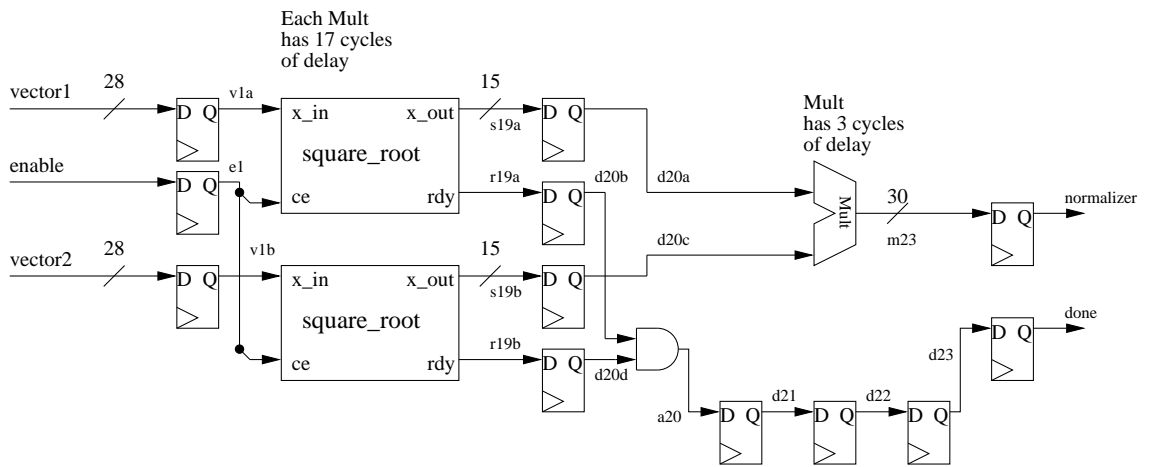 Each Mult
has 17 cycles
of delay
vector1
28
D Q
v1a
x_in
x_out
square_root
ce
rdy
15
s19a
D Q
enable
D Q
e1
r19a
D Q
d20b
d20a
Mult
has 3 cycles
of delay
Mult
30
m23
D Q
normalizer
vector2
28
D Q
v1b
x_in
x_out
square_root
ce
rdy
15
s19b
D Q
d20c
r19b
D Q
d20d
a20
D Q
d21
D Q
d22
D Q
d23
D Q
done